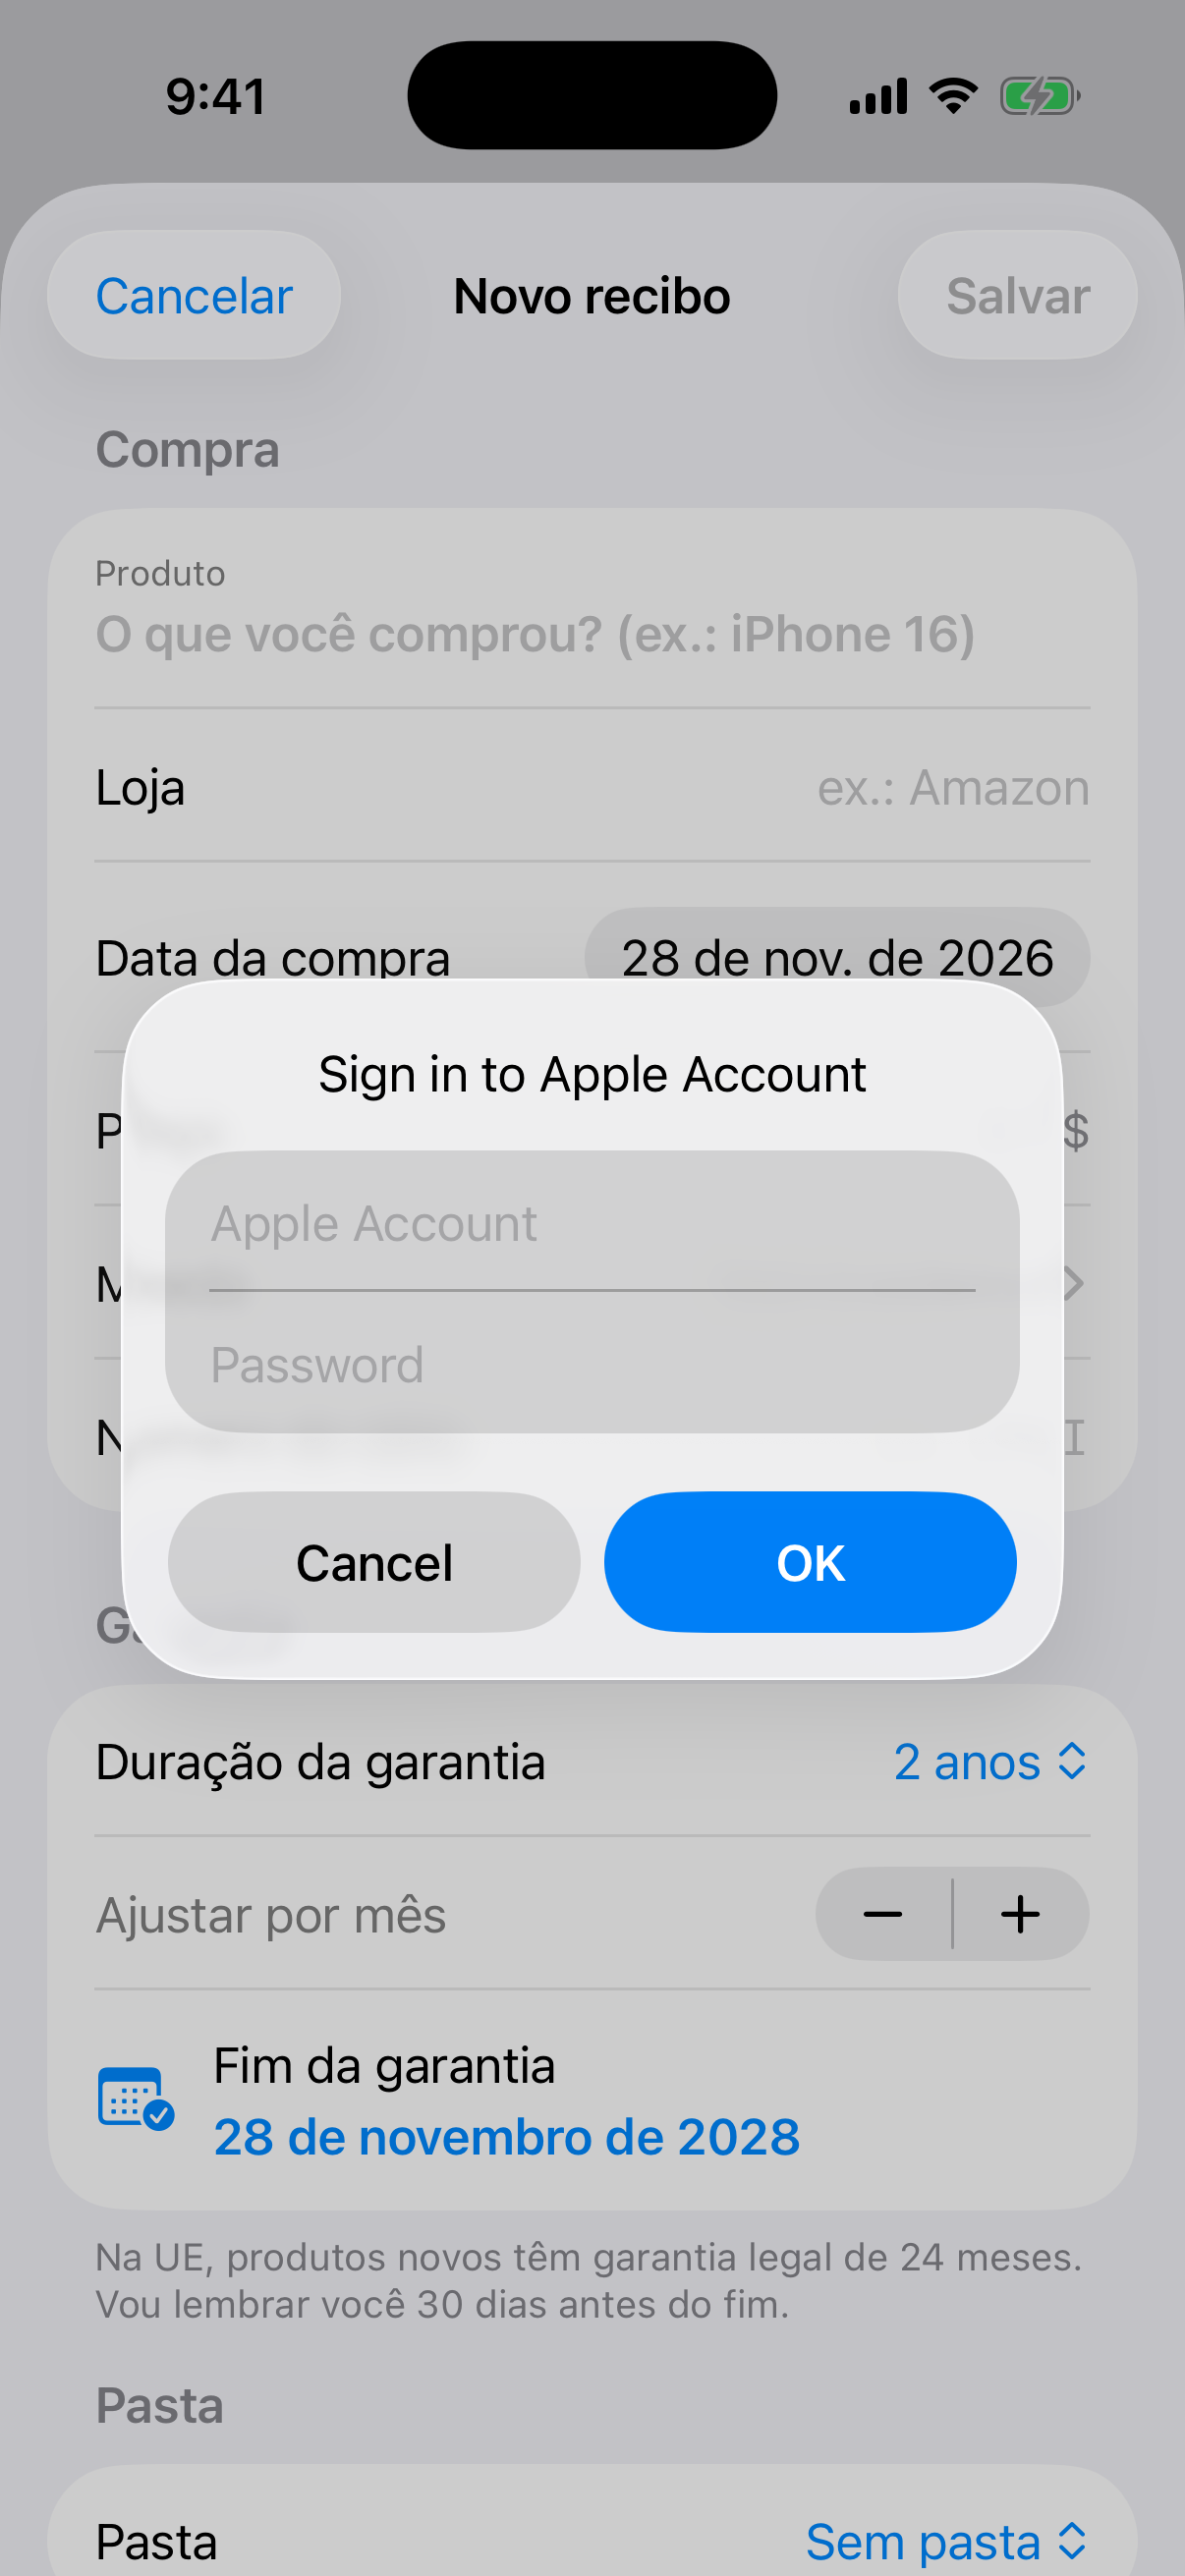 9:41
Cancelar
Novo recibo
Salvar
Compra
Produto
O que você comprou? (ex.: iPhone 16)
Loja
ex.: Amazon
Data da compra
28 de nov. de 2026
Sign in to Apple Account
$
Apple Account
Password
Cancel
OK
Duração da garantia
2 anos
Ajustar por mês
Fim da garantia
28 de novembro de 2028
Na UE, produtos novos têm garantia legal de 24 meses.
Vou lembrar você 30 dias antes do fim.
Pasta
Pasta
Sem pasta